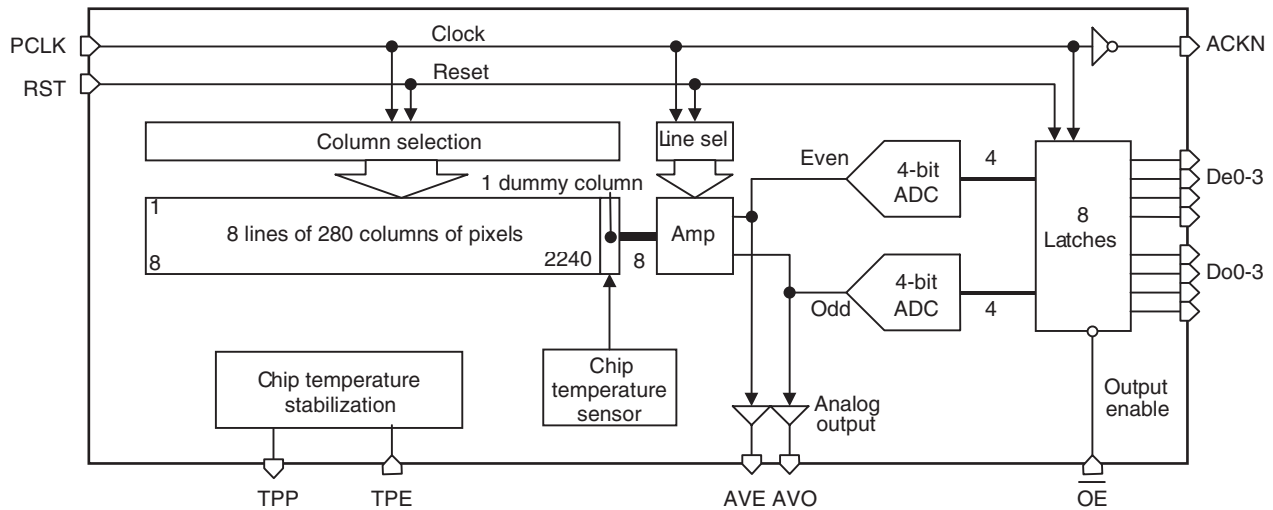 PCLK
Clock
ACKN
RST
Reset
Column selection
Line sel
Even
4-bit
ADC
4
De0-3
1 dummy column
1
8 lines of 280 columns of pixels
8
2240
8
Amp
8
Latches
Odd
4-bit
ADC
4
Do0-3
Chip temperature
stabilization
Chip
temperature
sensor
Analog
output
Output
enable
TPP
TPE
AVE
AVO
OE